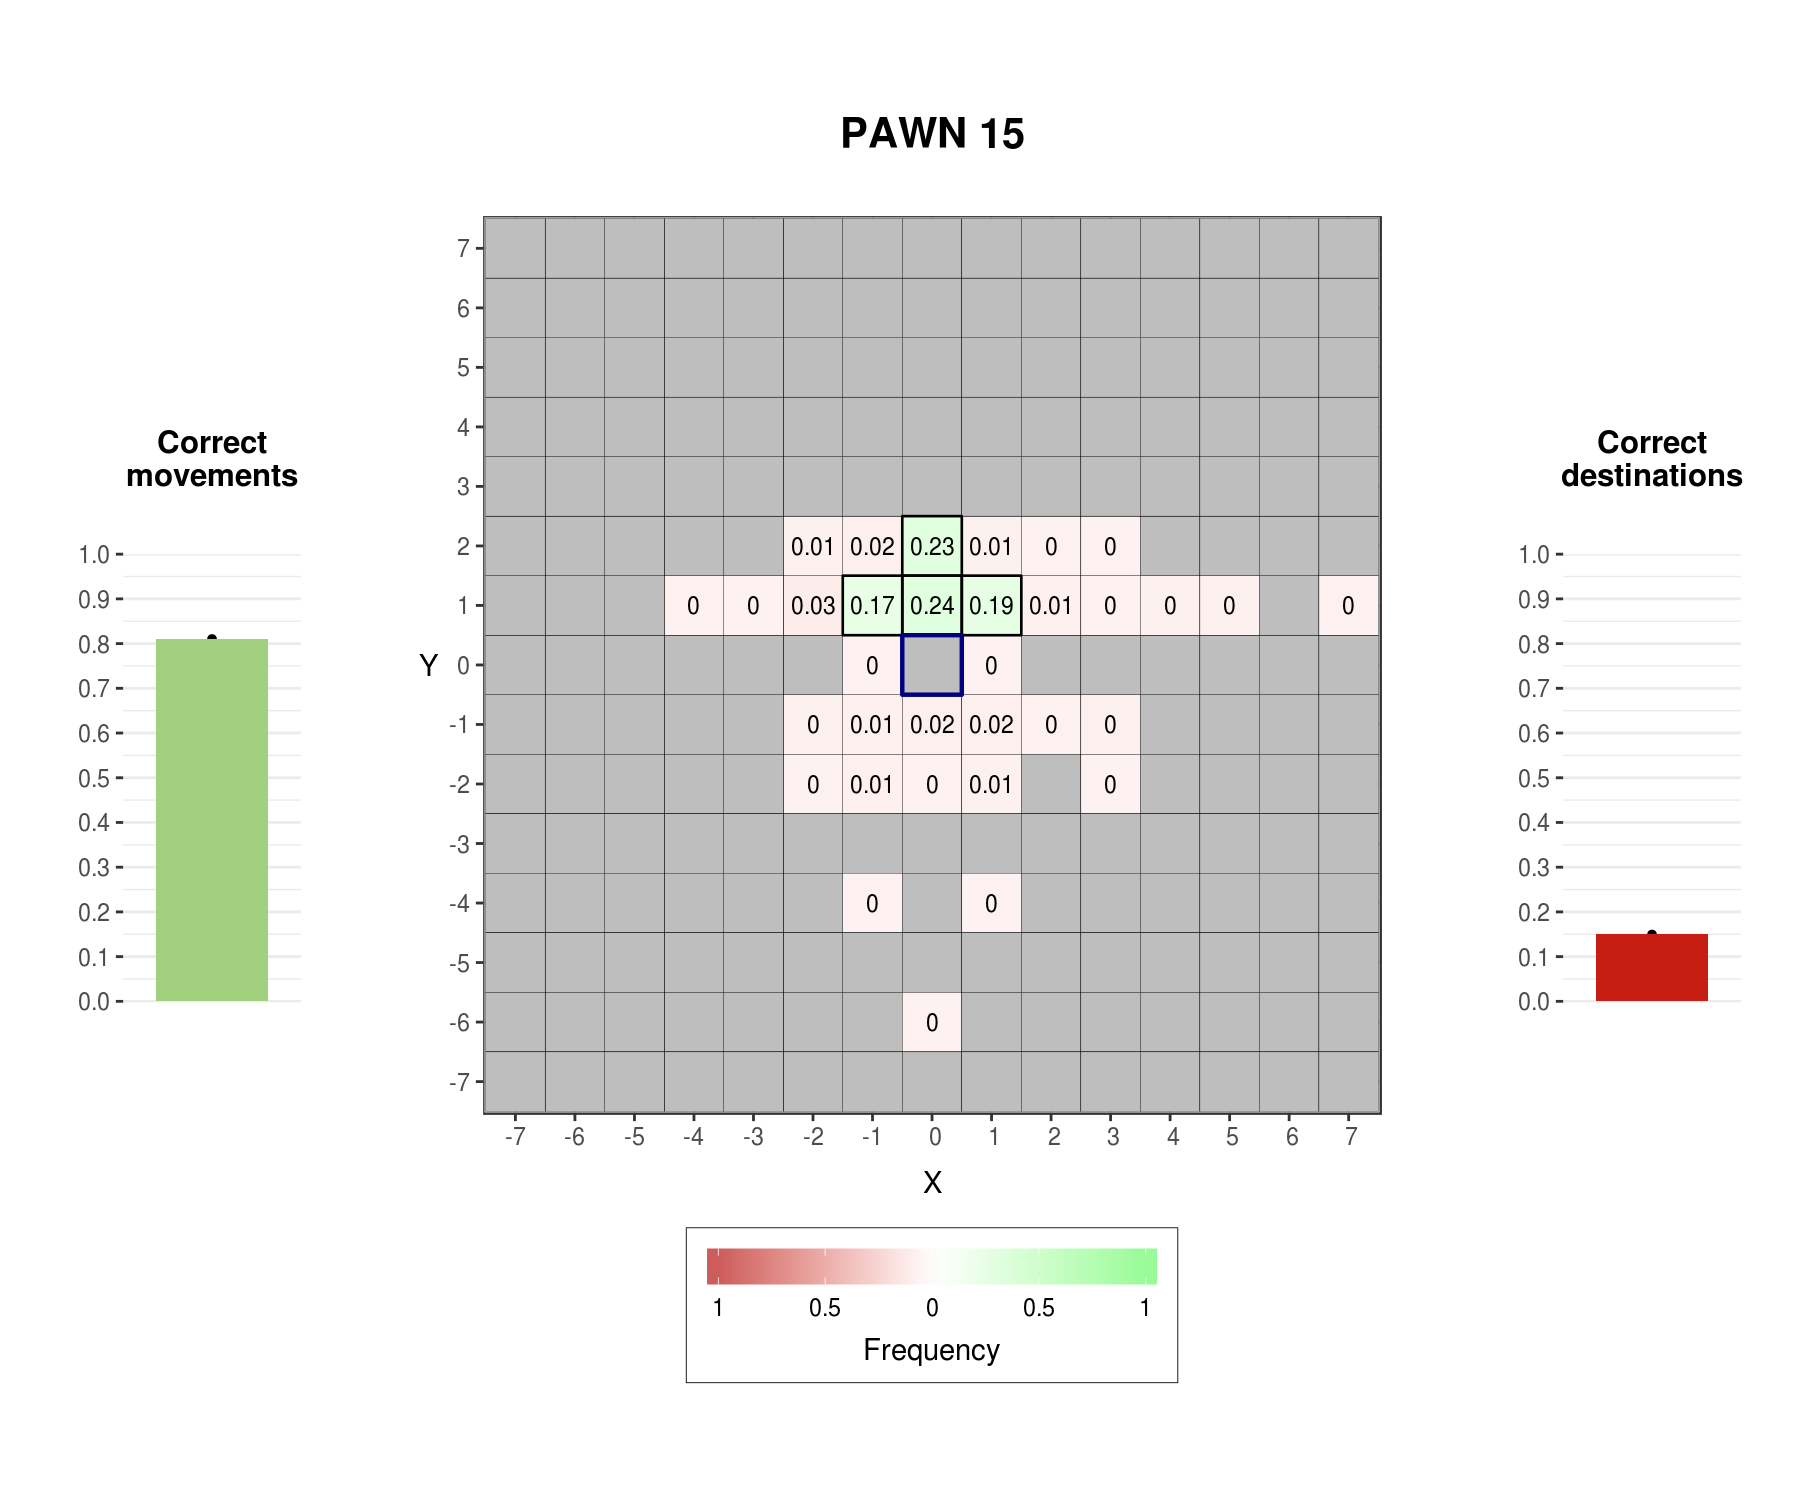 PAWN 15
Correct
movements
1.0
0.9
0.8
0.7
0.6
0.5
0.4
0.3
0.2
0.1
0.0
Y
7
6
5
4
3
2 0.01 0.02 0.23 0.01 0 0
1 0 0 0.03 0.17 0.24 0.19 0.01 0 0 0 0
0 0 0
-1 0 0.01 0.02 0.02 0 0
-2 0 0.01 0 0.01 0
-3
-4 0 0
-5
-6 0
-7
-7 -6 -5 -4 -3 -2 -1 0 1 2 3 4 5 6 7
X
1 0.5 0 0.5 1
Frequency
Correct
destinations
1.0
0.9
0.8
0.7
0.6
0.5
0.4
0.3
0.2
0.1
0.0